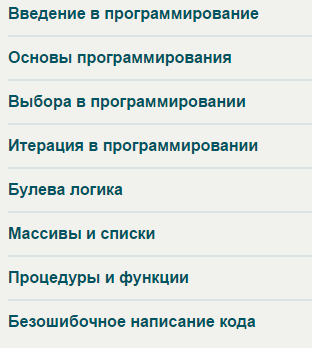 Введение в программирование
Основы программирования
Выбора в программировании
Итерация в программировании
Булева логика
Массивы и списки
Процедуры и функции
Безошибочное написание кода